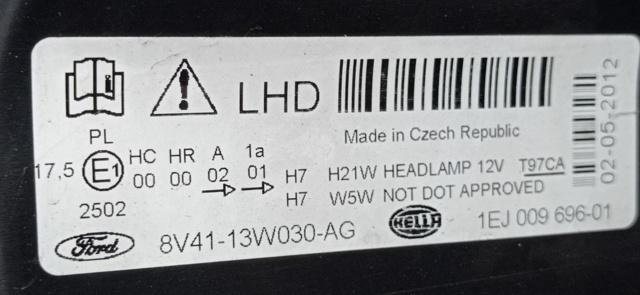 LHD
Made in Czech Republic
02-05-2012
PL
HC HR A 1a
17,5 E1 00 00 02 01
H7 H21W HEADLAMP 12V T97CA
H7 W5W NOT DOT APPROVED
2502
Ford 8V41-13W030-AG HELLA 1EJ 009 696-01